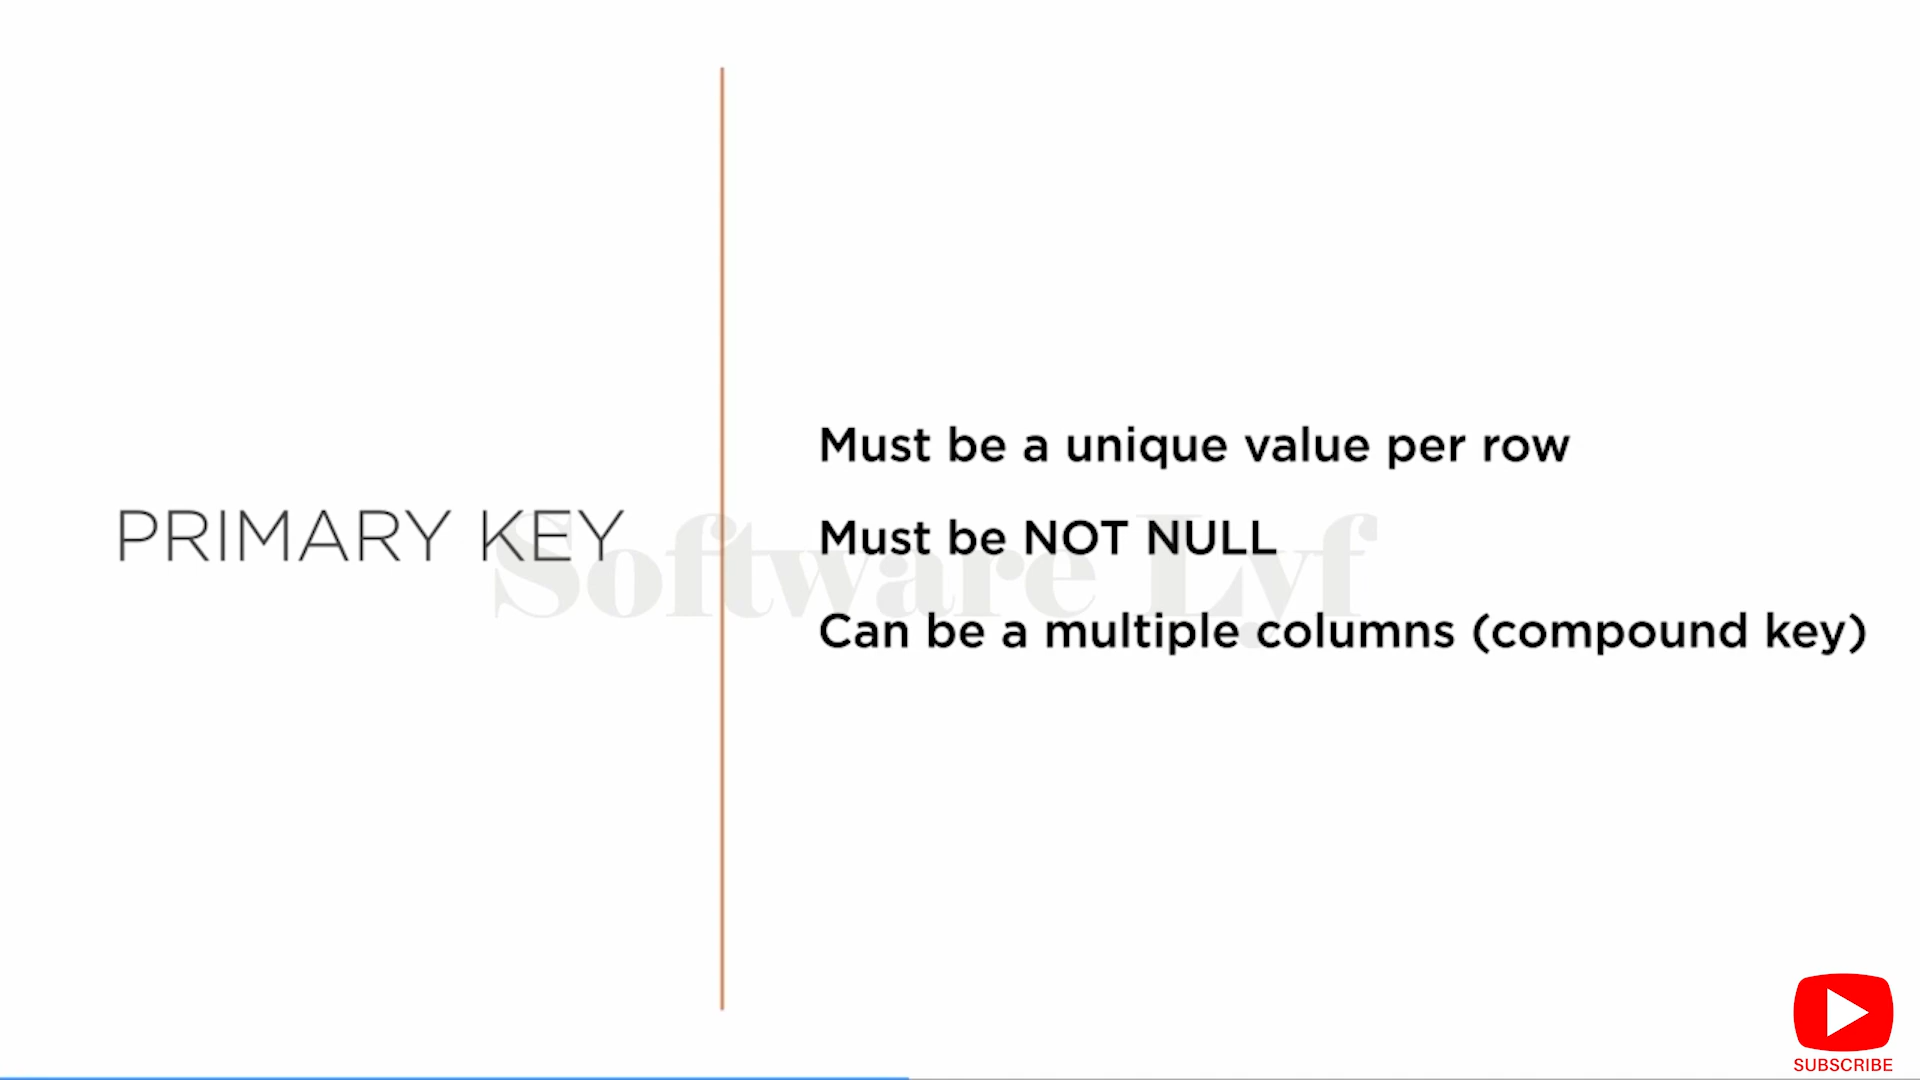 PRIMARY KEY
Must be a unique value per row
Must be NOT NULL
Can be a multiple columns (compound key)
Software Lyf
SUBSCRIBE